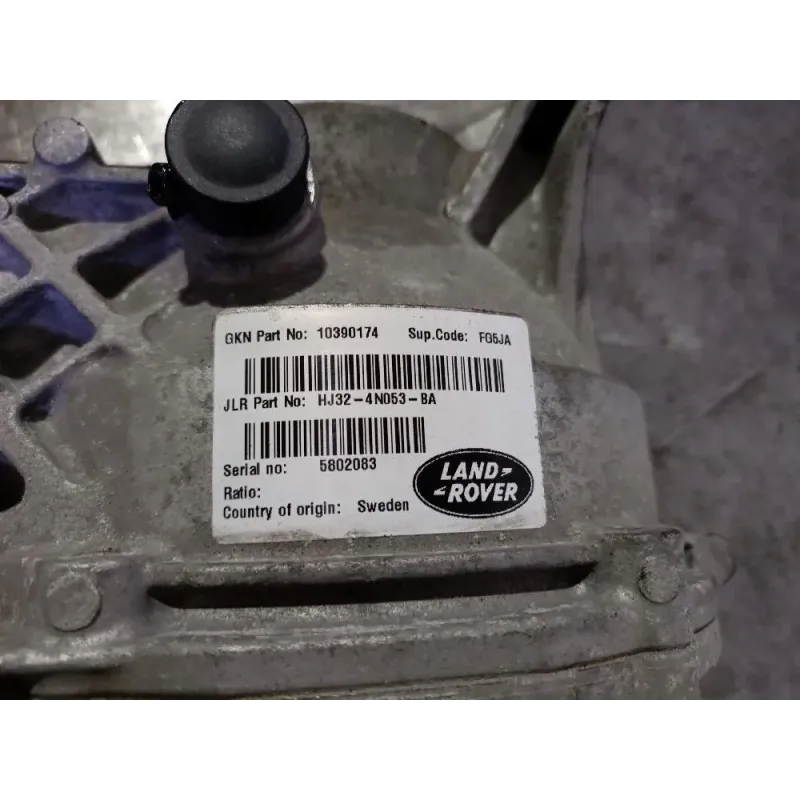 GKN Part No: 10390174 Sup.Code: FO5JA
JLR Part No: HJ32-4N053-BA
Serial no: 5802083
Ratio:
Country of origin: Sweden
LAND-
-ROVER